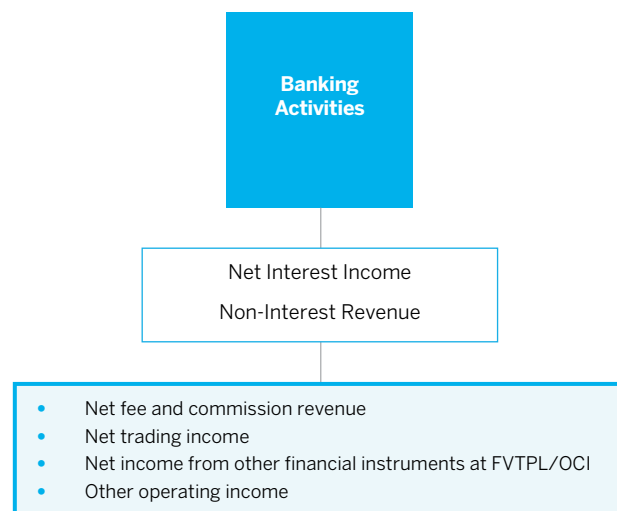 Banking
Activities
Net Interest Income
Non-Interest Revenue
• Net fee and commission revenue
• Net trading income
• Net income from other financial instruments at FVTPL/OCI
• Other operating income